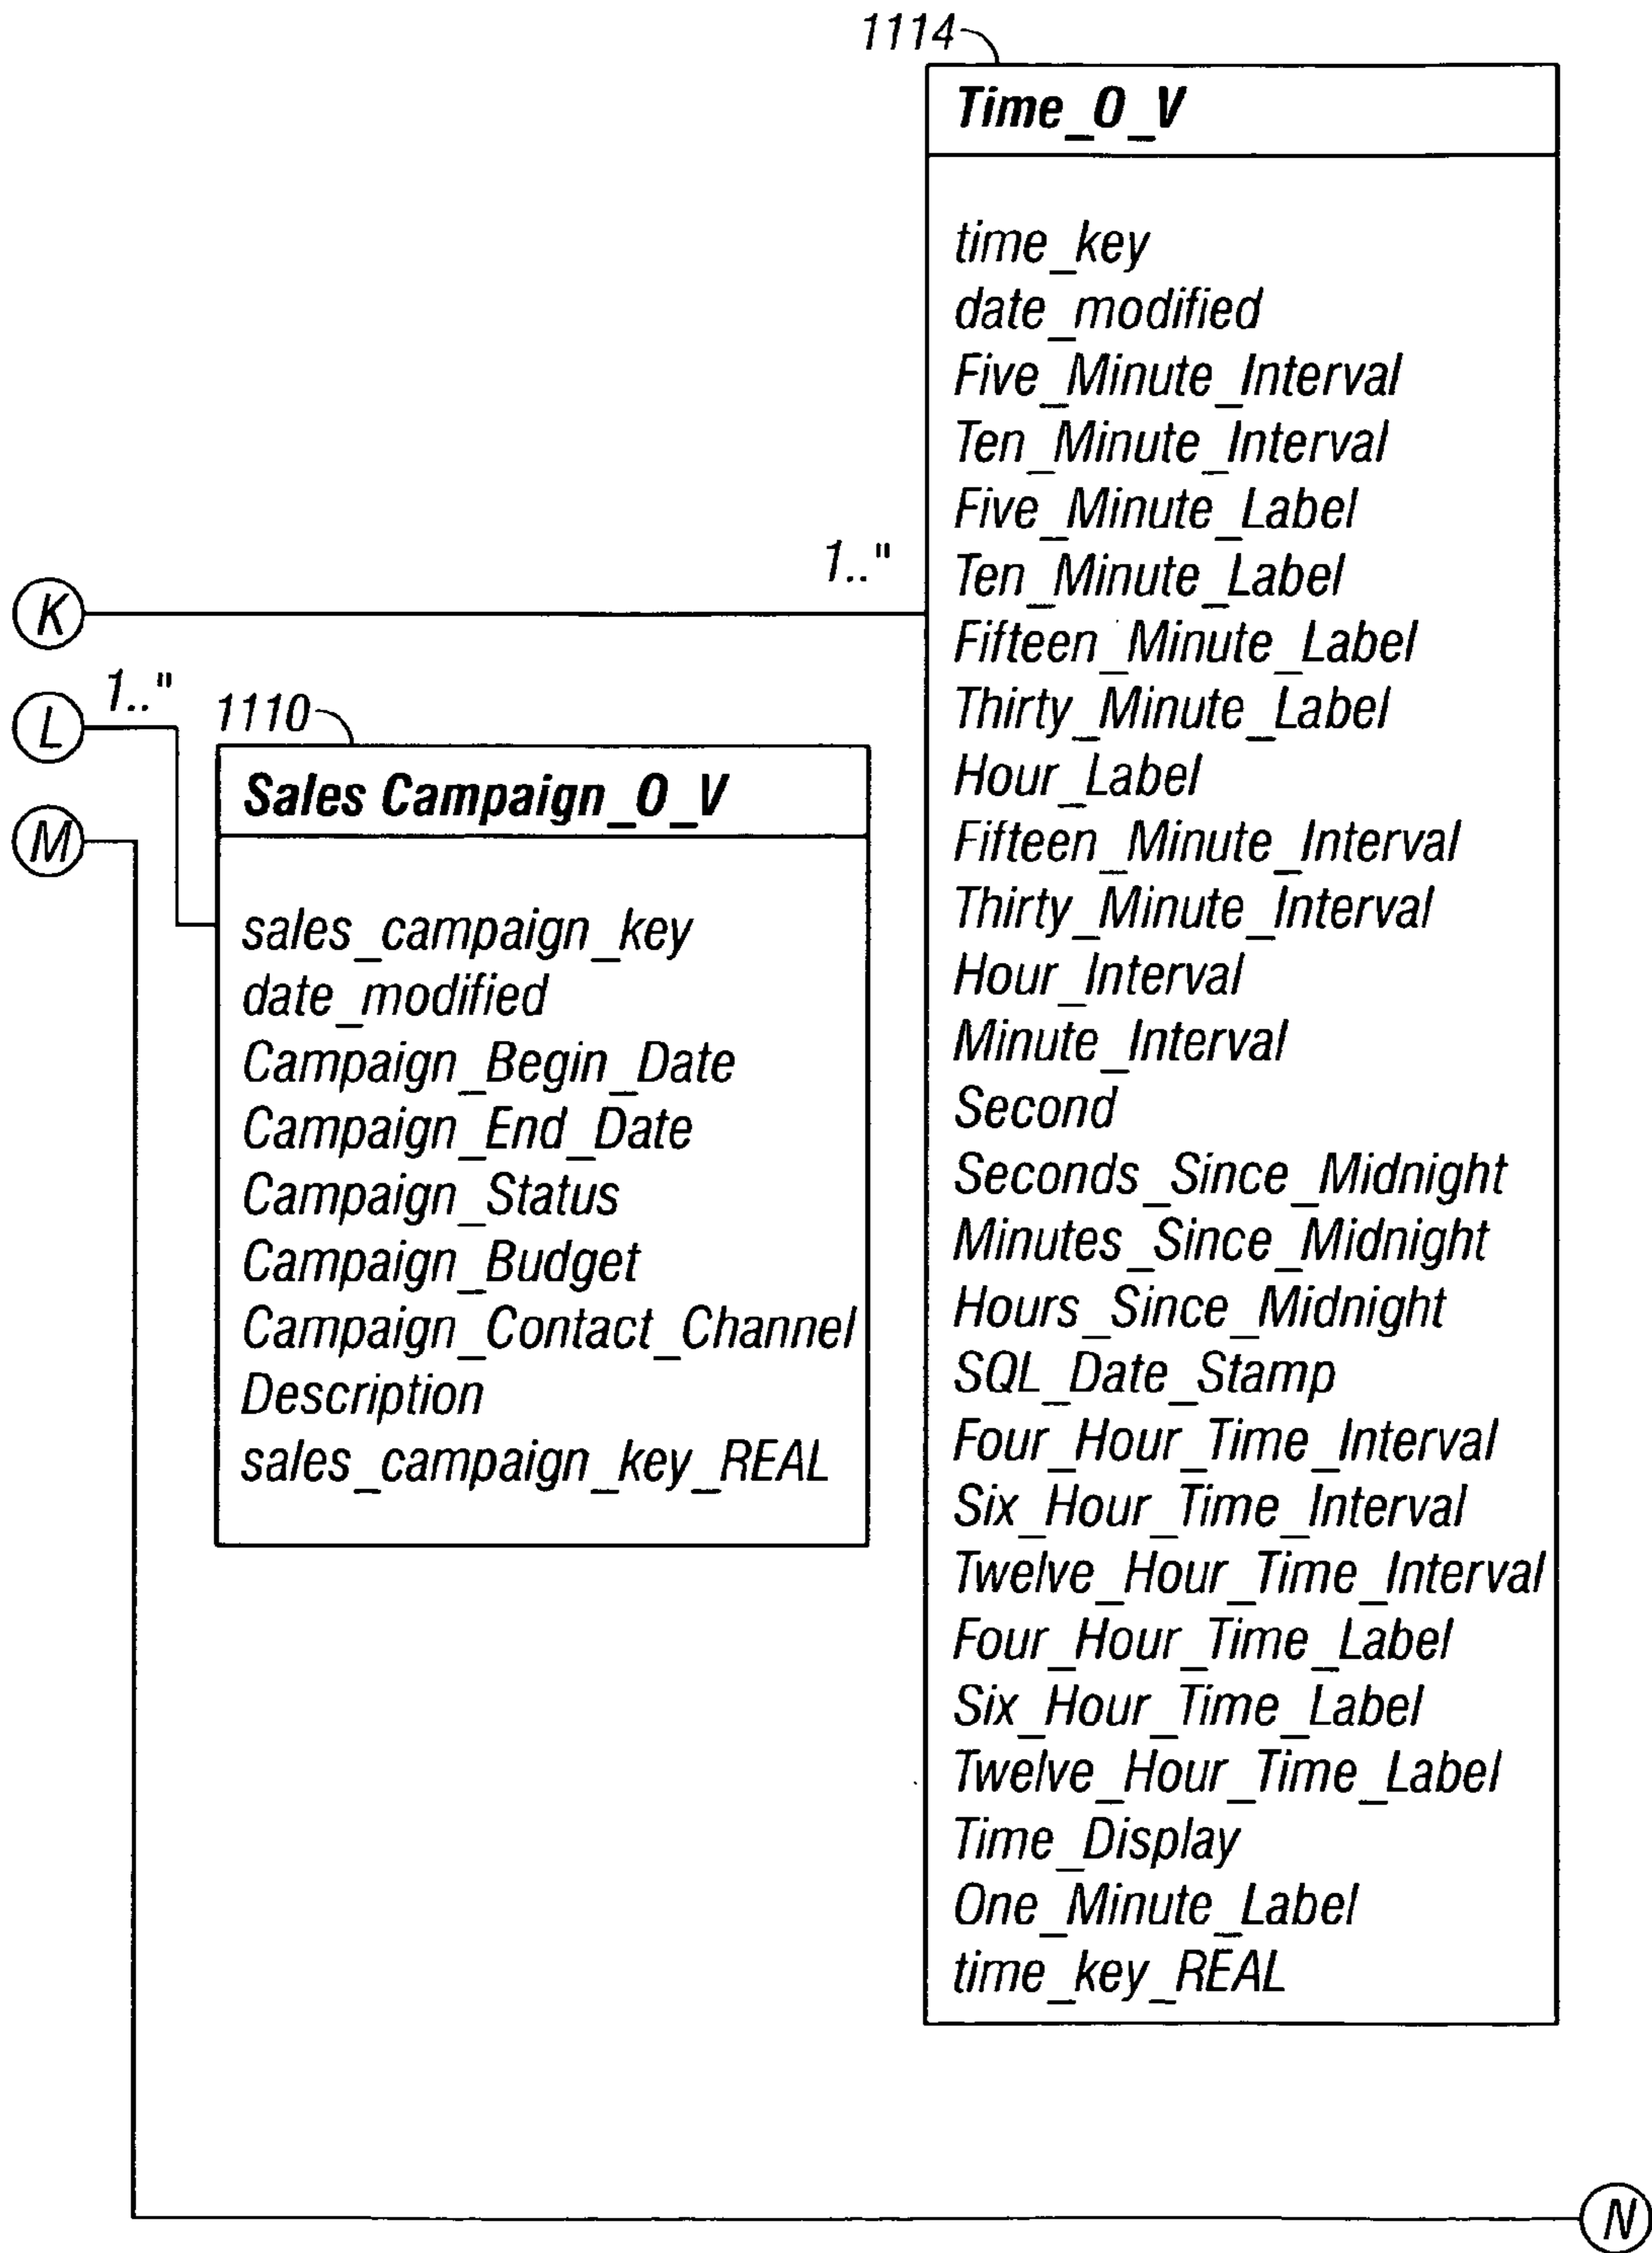 1114
Time_O_V
time_key
date_modified
Five_Minute_Interval
Ten_Minute_Interval
Five_Minute_Label
Ten_Minute_Label
Fifteen_Minute_Label
Thirty_Minute_Label
Hour_Label
Fifteen_Minute_Interval
Thirty_Minute_Interval
Hour_Interval
Minute_Interval
Second
Seconds_Since_Midnight
Minutes_Since_Midnight
Hours_Since_Midnight
SQL_Date_Stamp
Four_Hour_Time_Interval
Six_Hour_Time_Interval
Twelve_Hour_Time_Interval
Four_Hour_Time_Label
Six_Hour_Time_Label
Twelve_Hour_Time_Label
Time_Display
One_Minute_Label
time_key_REAL
1.."
K
L
1.."
M
1110
Sales Campaign_O_V
sales_campaign_key
date_modified
Campaign_Begin_Date
Campaign_End_Date
Campaign_Status
Campaign_Budget
Campaign_Contact_Channel
Description
sales_campaign_key_REAL
N